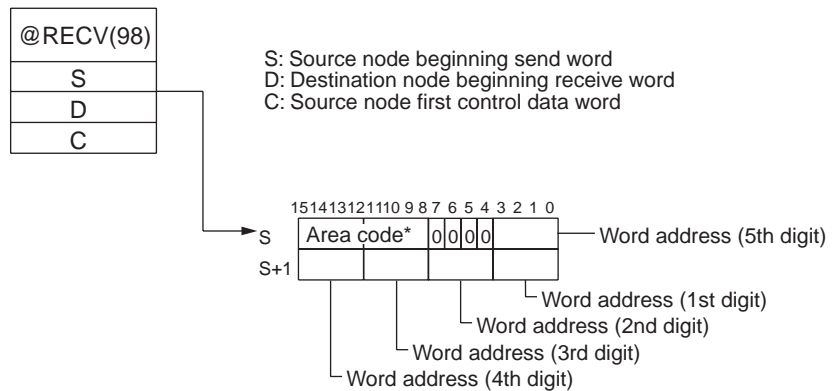 @RECV(98)
S
D
C
S: Source node beginning send word
D: Destination node beginning receive word
C: Source node first control data word
15 14 13 12 11 10 9 8 7 6 5 4 3 2 1 0
S Area code* 0 0 0 0 Word address (5th digit)
S+1
Word address (1st digit)
Word address (2nd digit)
Word address (3rd digit)
Word address (4th digit)